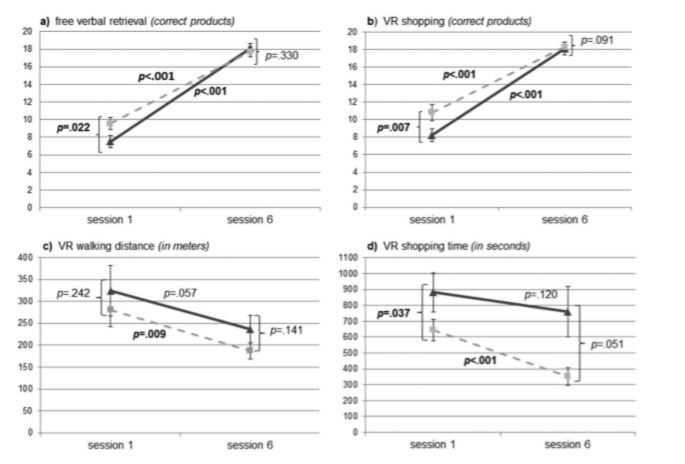 a) free verbal retrieval (correct products)
20
18
16
14
12
10
8
6
4
2
0
p<.001
p<.001
p=.022
p=.330
session 1
session 6
b) VR shopping (correct products)
20
18
16
14
12
10
8
6
4
2
0
p<.001
p<.001
p=.007
p=.091
session 1
session 6
c) VR walking distance (in meters)
400
350
300
250
200
150
100
50
0
p=.242
p=.057
p=.009
p=.141
session 1
session 6
d) VR shopping time (in seconds)
1100
1000
900
800
700
600
500
400
300
200
100
0
p=.037
p=.120
p<.001
p=.051
session 1
session 6